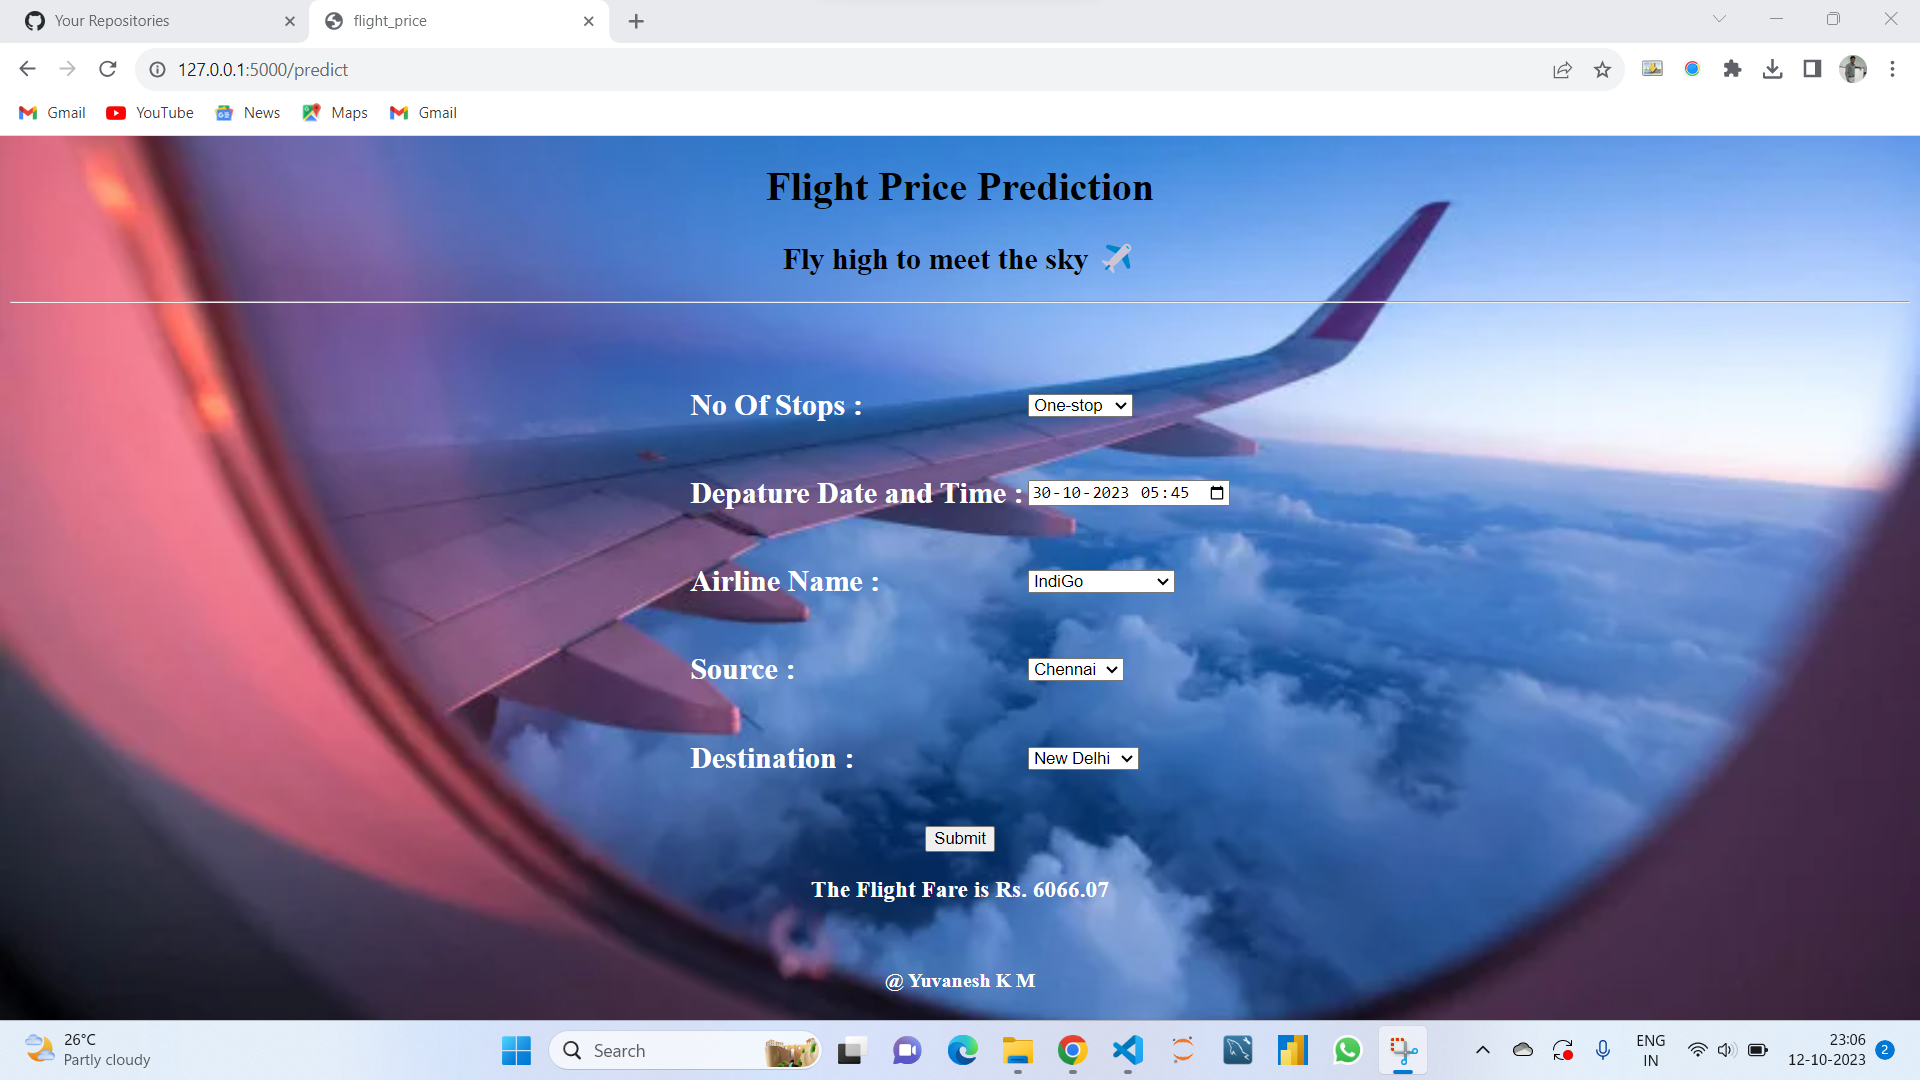 Your Repositories
flight_price
127.0.0.1:5000/predict
Gmail YouTube News Maps Gmail
Flight Price Prediction
Fly high to meet the sky ✈️
No Of Stops : One-stop
Depature Date and Time : 30-10-2023 05:45
Airline Name : IndiGo
Source : Chennai
Destination : New Delhi
Submit
The Flight Fare is Rs. 6066.07
@ Yuvanesh K M
26°C
Partly cloudy
Search
ENG
IN
23:06
12-10-2023
2